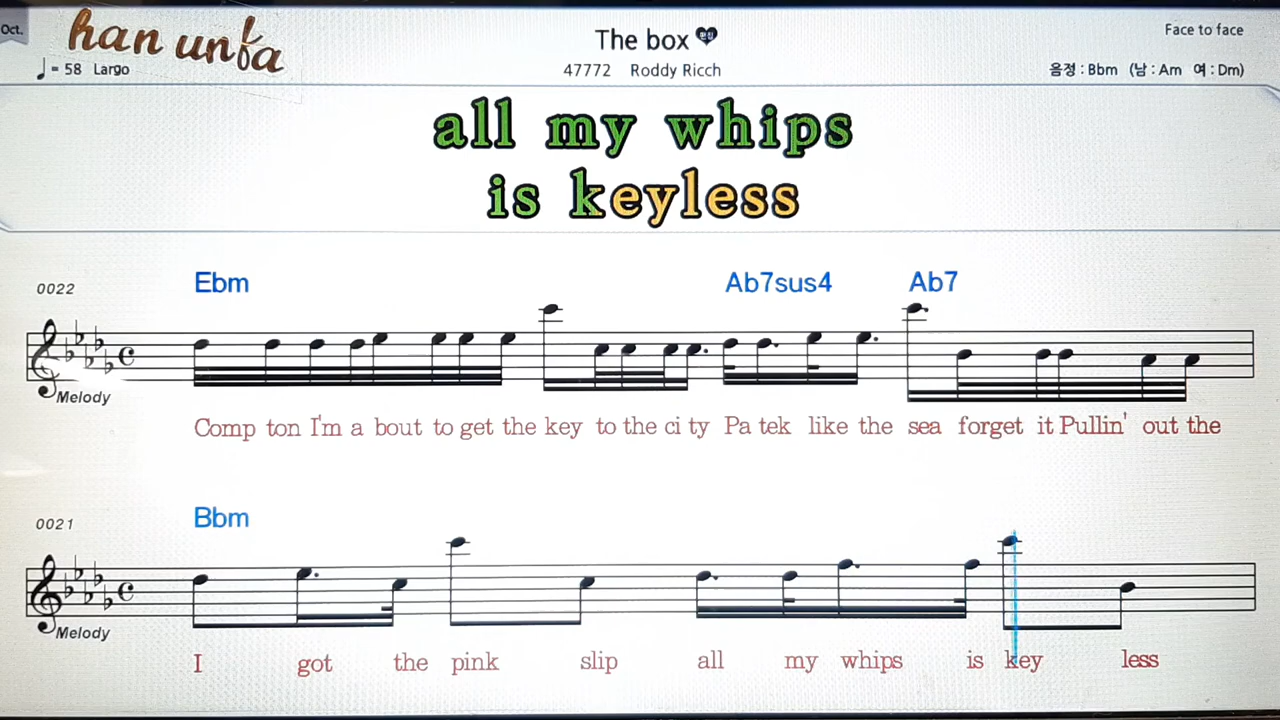 Oct.
han unfa
The box 편집
Face to face
= 58 Largo
47772 Roddy Ricch
음정 : Bbm (남 : Am 여 : Dm)
all my whips
is keyless
0022
Ebm Ab7sus4 Ab7
Melody
Comp ton I'm a bout to get the key to the ci ty Pa tek like the sea forget it Pullin' out the
0021
Bbm
Melody
I got the pink slip all my whips is key less